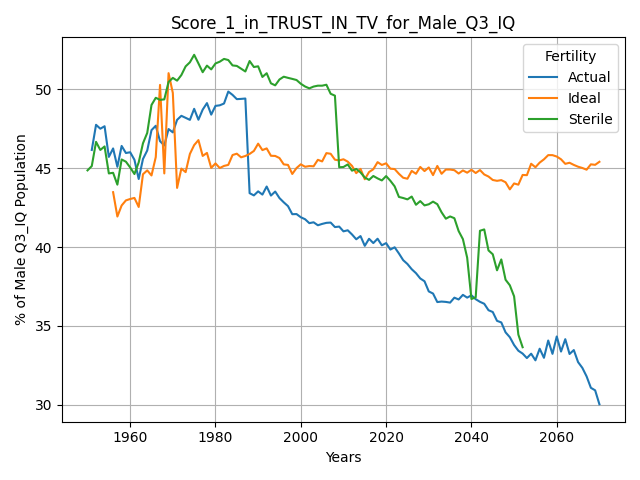 Score_1_in_TRUST_IN_TV_for_Male_Q3_IQ
Fertility
Actual
Ideal
Sterile
% of Male Q3_IQ Population
50
45
40
35
30
1960
1980
2000
2020
2040
2060
Years